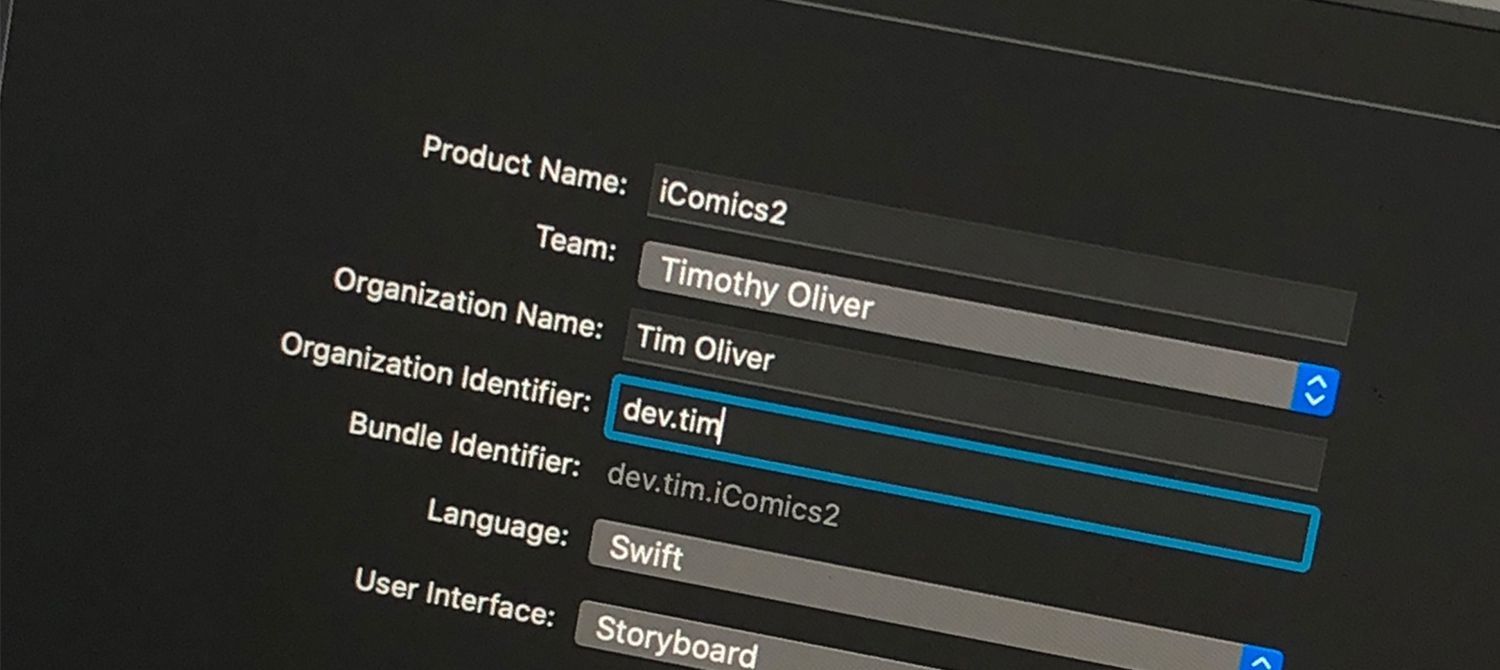 Product Name: iComics2
Team: Timothy Oliver
Organization Name: Tim Oliver
Organization Identifier: dev.tim
Bundle Identifier: dev.tim.iComics2
Language: Swift
User Interface: Storyboard